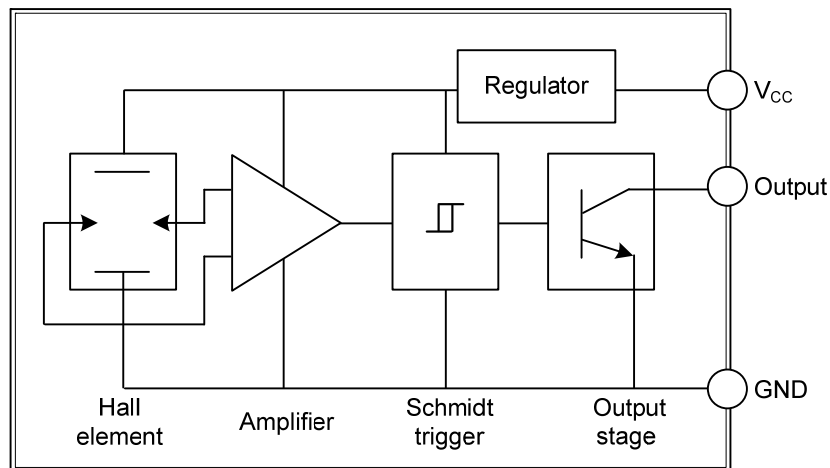 Regulator
V_CC
Output
GND
Hall
element
Amplifier
Schmidt
trigger
Output
stage